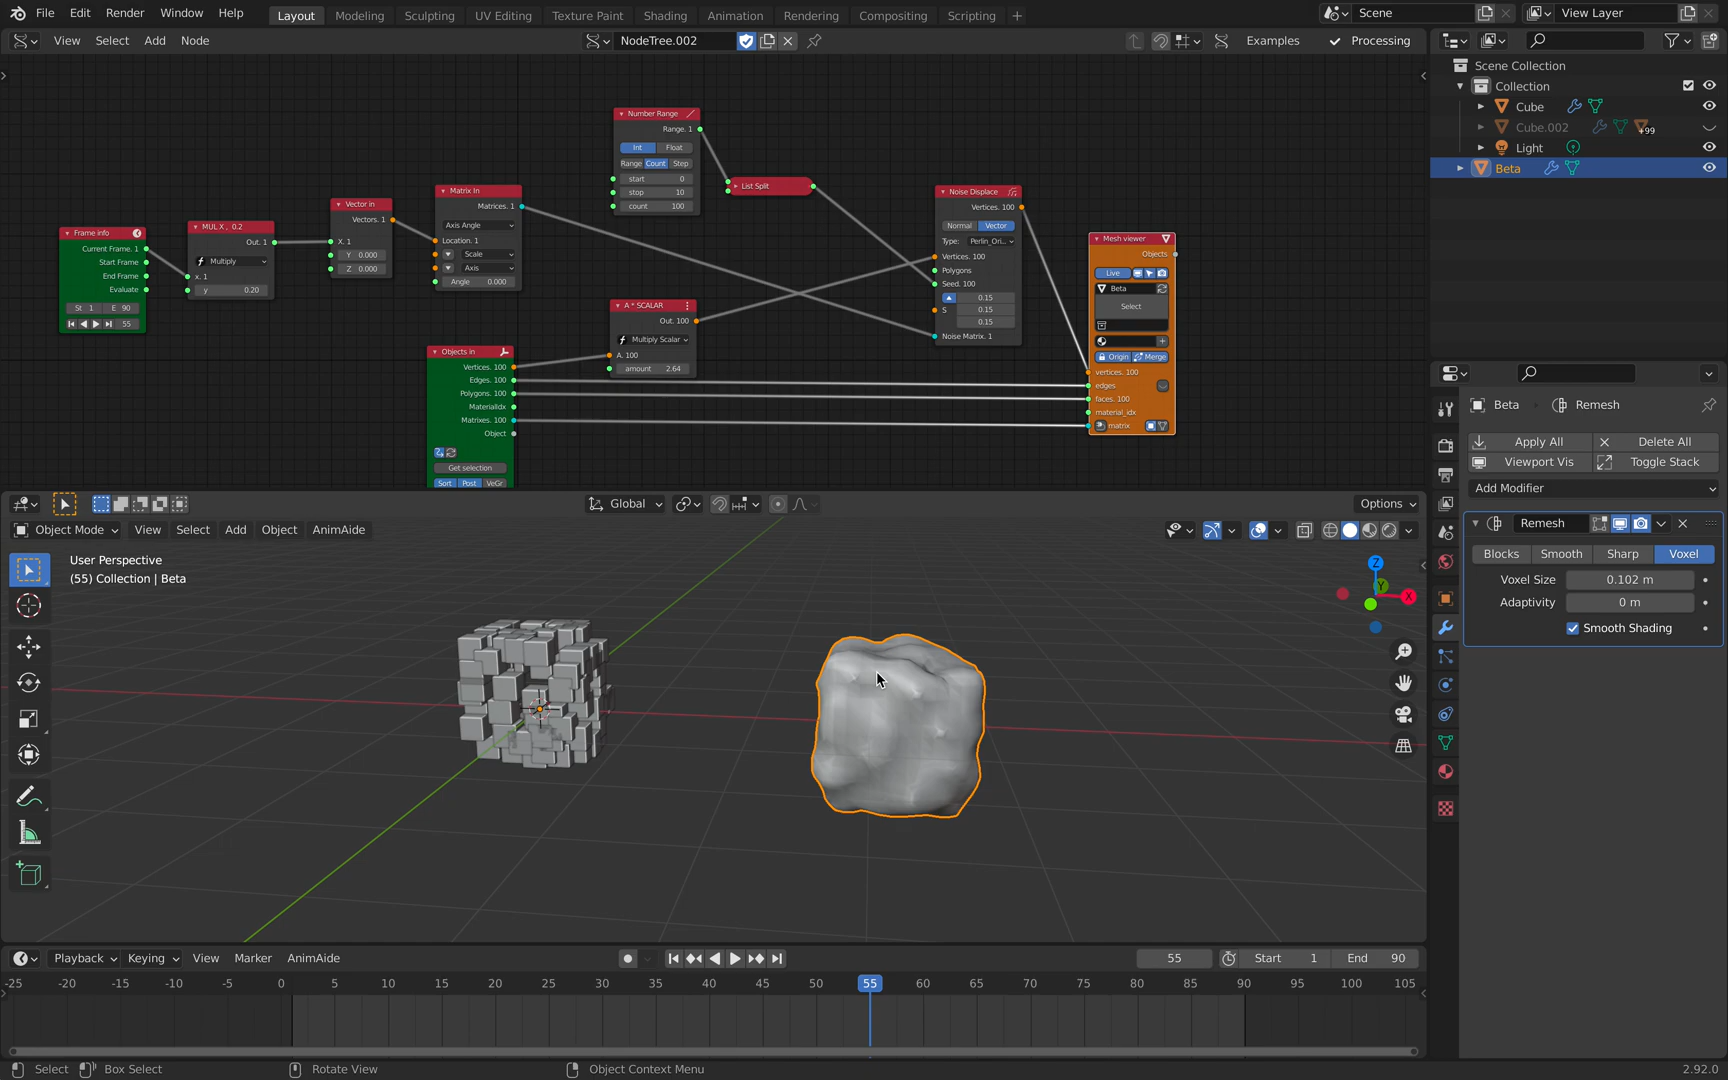 File Edit Render Window Help Layout Modeling Sculpting UV Editing Texture Paint Shading Animation Rendering Compositing Scripting + Scene View Layer
View Select Add Node NodeTree.002 Examples Processing
Scene Collection
Collection
Cube
Cube.002 +99
Light
Beta
Number Range
Range. 1
Int Float
Range Count Step
start 0
stop 10
count 100
List Split
Frame info
Current Frame. 1
Start Frame
End Frame
Evaluate
St 1 E 90
55
MUL X, 0.2
Out. 1
Multiply
x. 1
y 0.20
Vector in
Vectors. 1
X. 1
Y 0.000
Z 0.000
Matrix In
Matrices. 1
Axis Angle
Location. 1
Scale
Axis
Angle 0.000
A * SCALAR
Out. 100
Multiply Scalar
A. 100
amount 2.64
Objects in
Vertices. 100
Edges. 100
Polygons. 100
MaterialIdx
Matrixes. 100
Object
Get selection
Sort Post VeGr
Noise Displace
Vertices. 100
Normal Vector
Type: Perlin_Ori...
Vertices. 100
Polygons
Seed. 100
0.15
S 0.15
0.15
Noise Matrix. 1
Mesh viewer
Objects
Live
Beta
Select
+
Origin Merge
vertices. 100
edges
faces. 100
material_idx
matrix
Beta Remesh
Apply All Delete All
Viewport Vis Toggle Stack
Add Modifier
Remesh
Blocks Smooth Sharp Voxel
Voxel Size 0.102 m
Adaptivity 0 m
Smooth Shading
Global Options
Object Mode View Select Add Object AnimAide
User Perspective
(55) Collection | Beta
Z
Y
X
Playback Keying View Marker AnimAide 55 Start 1 End 90
-25 -20 -15 -10 -5 0 5 10 15 20 25 30 35 40 45 50 55 60 65 70 75 80 85 90 95 100 105
Select Box Select Rotate View Object Context Menu 2.92.0